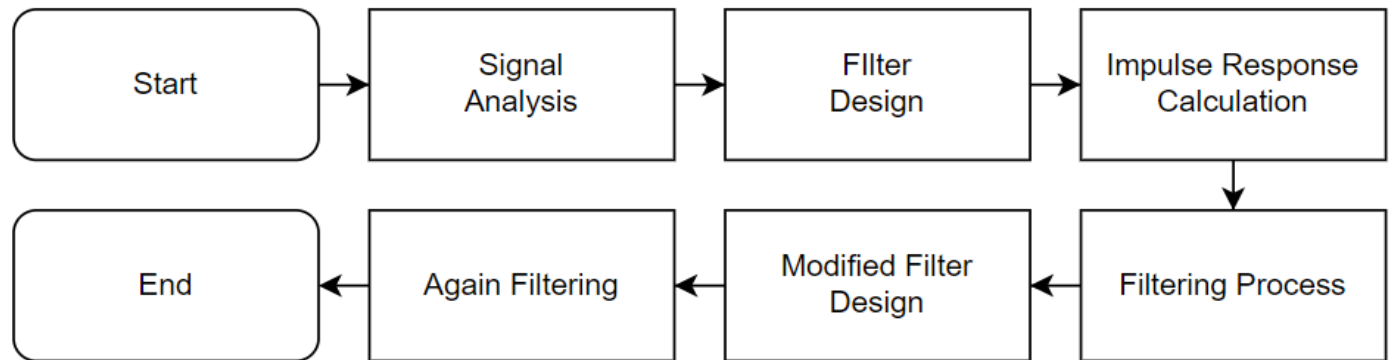 Start
Signal
Analysis
FIlter
Design
Impulse Response
Calculation
Filtering Process
Modified Filter
Design
Again Filtering
End